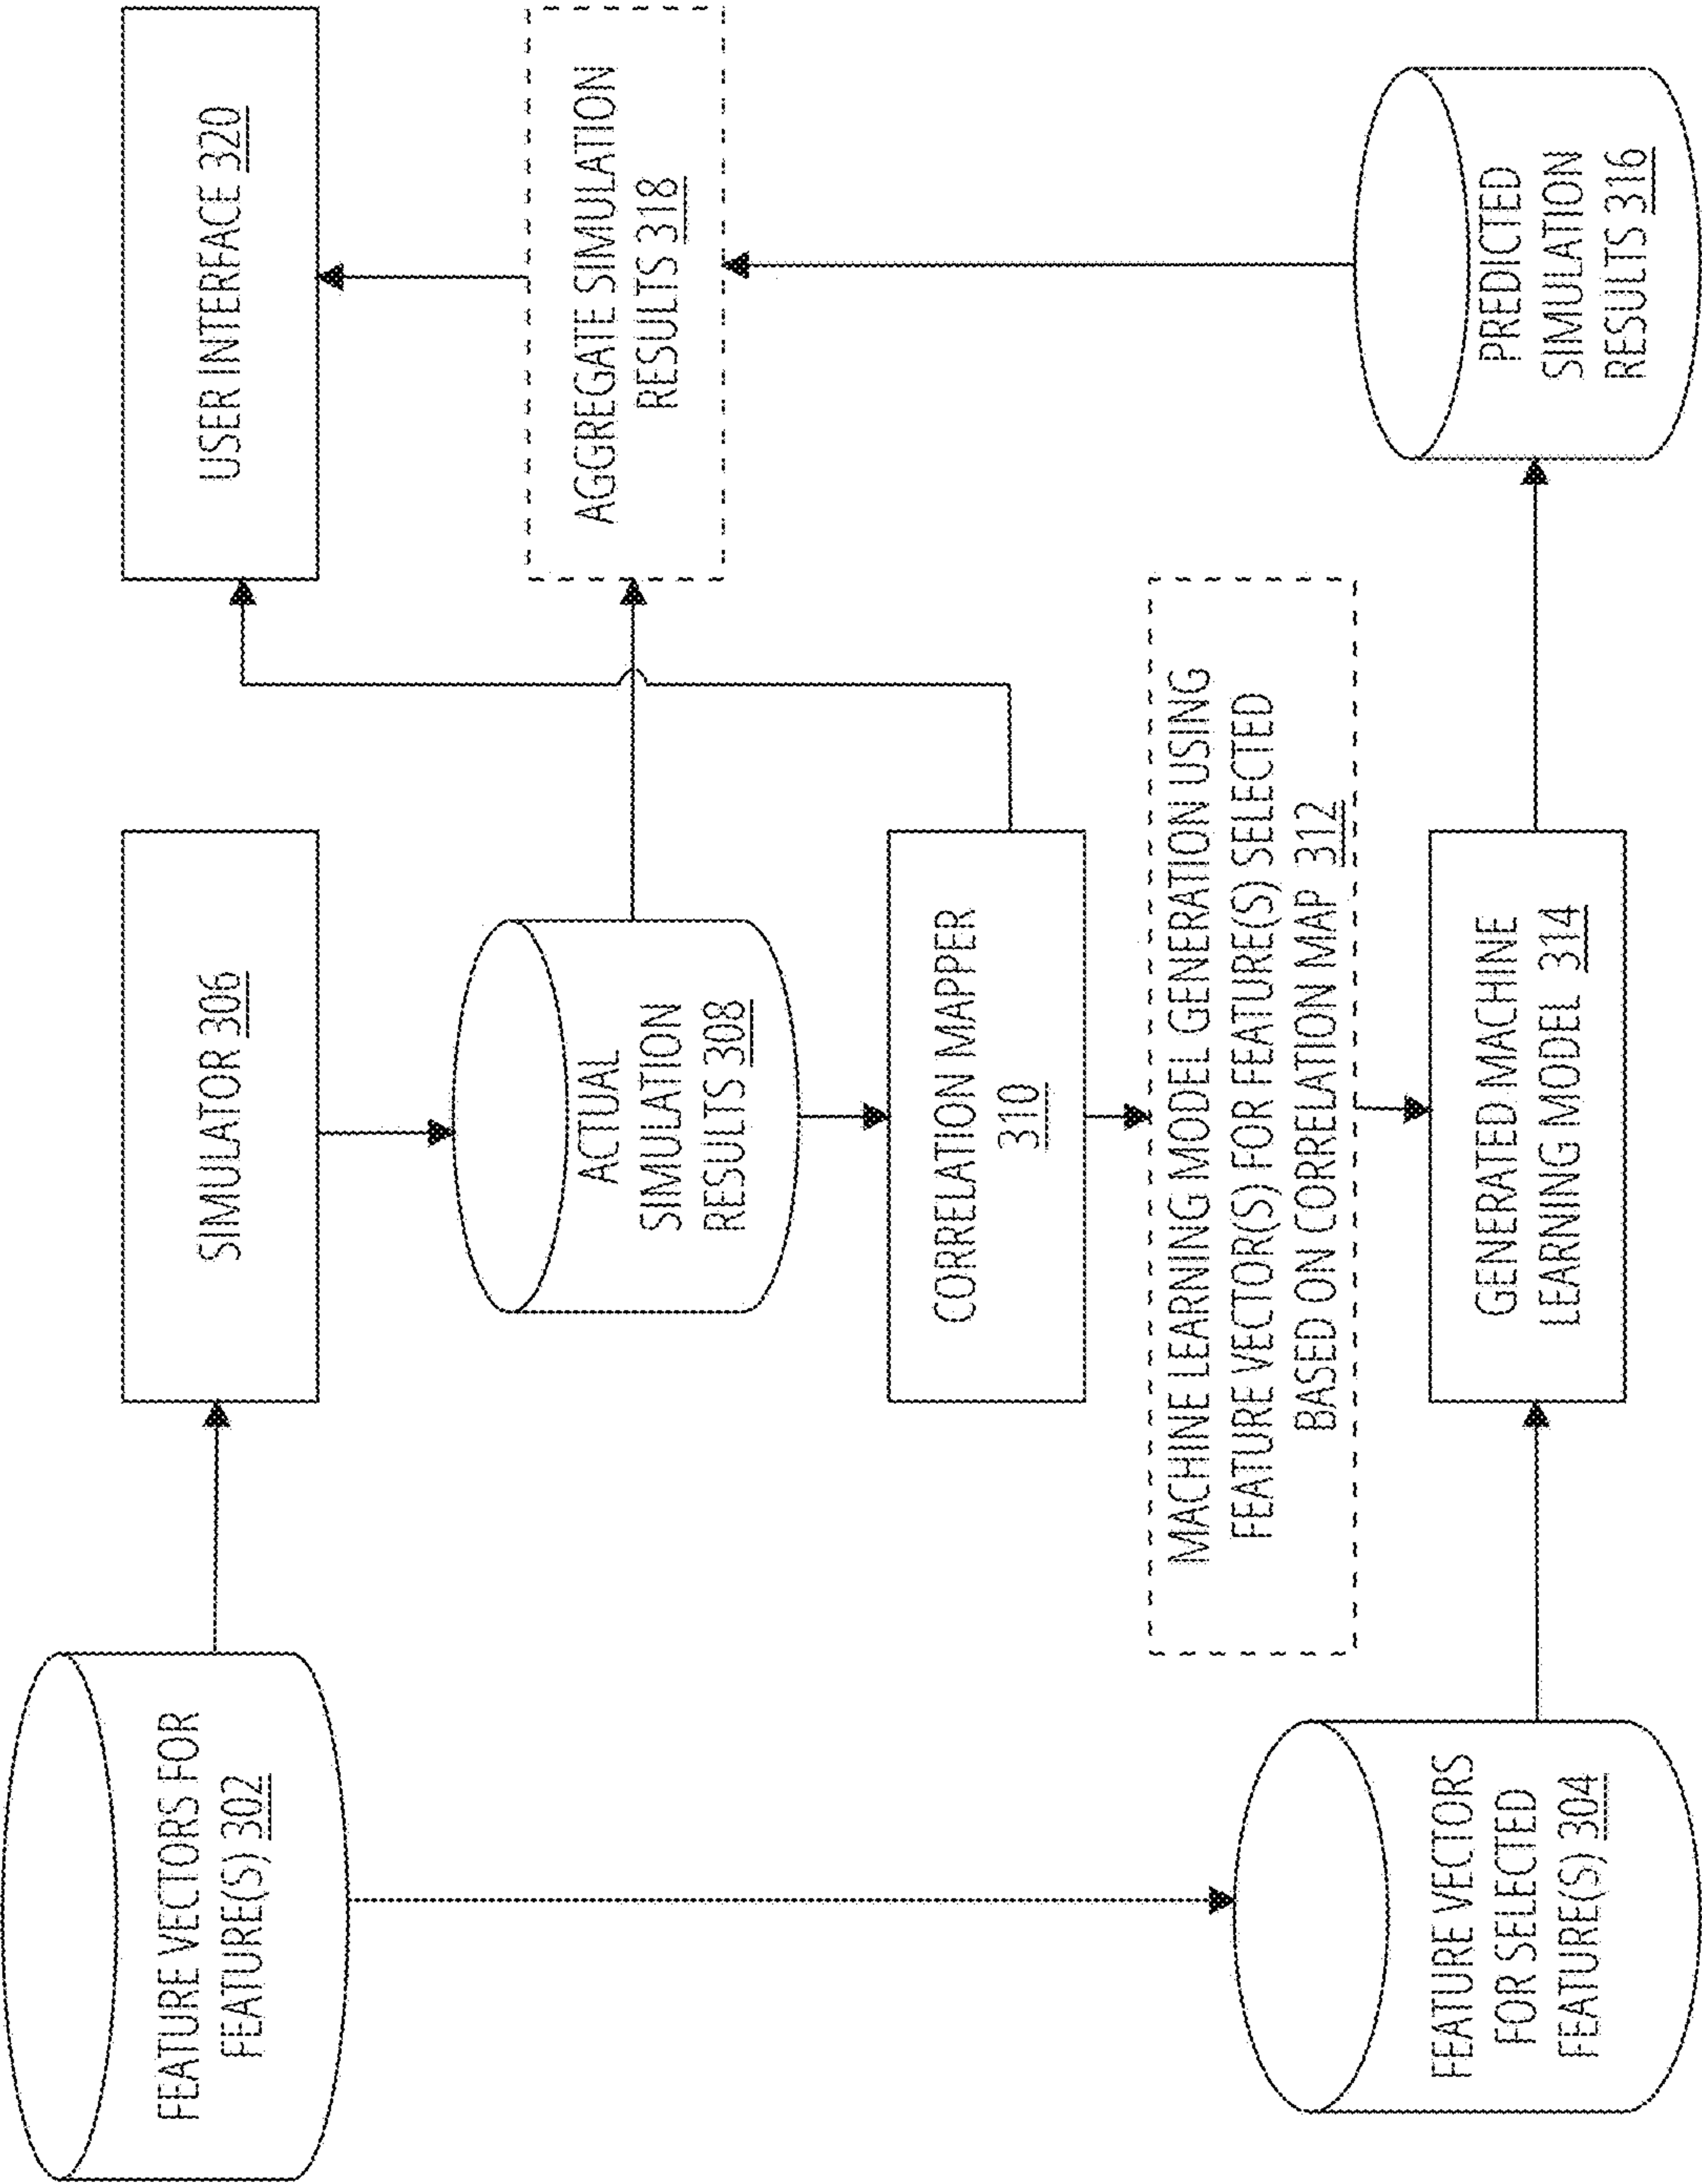 FEATURE VECTORS FOR
FEATURE(S) 302
SIMULATOR 306
USER INTERFACE 320
ACTUAL
SIMULATION
RESULTS 308
AGGREGATE SIMULATION
RESULTS 318
CORRELATION MAPPER
310
MACHINE LEARNING MODEL GENERATION USING
FEATURE VECTOR(S) FOR FEATURE(S) SELECTED
BASED ON CORRELATION MAP 312
FEATURE VECTORS
FOR SELECTED
FEATURE(S) 304
GENERATED MACHINE
LEARNING MODEL 314
PREDICTED
SIMULATION
RESULTS 316